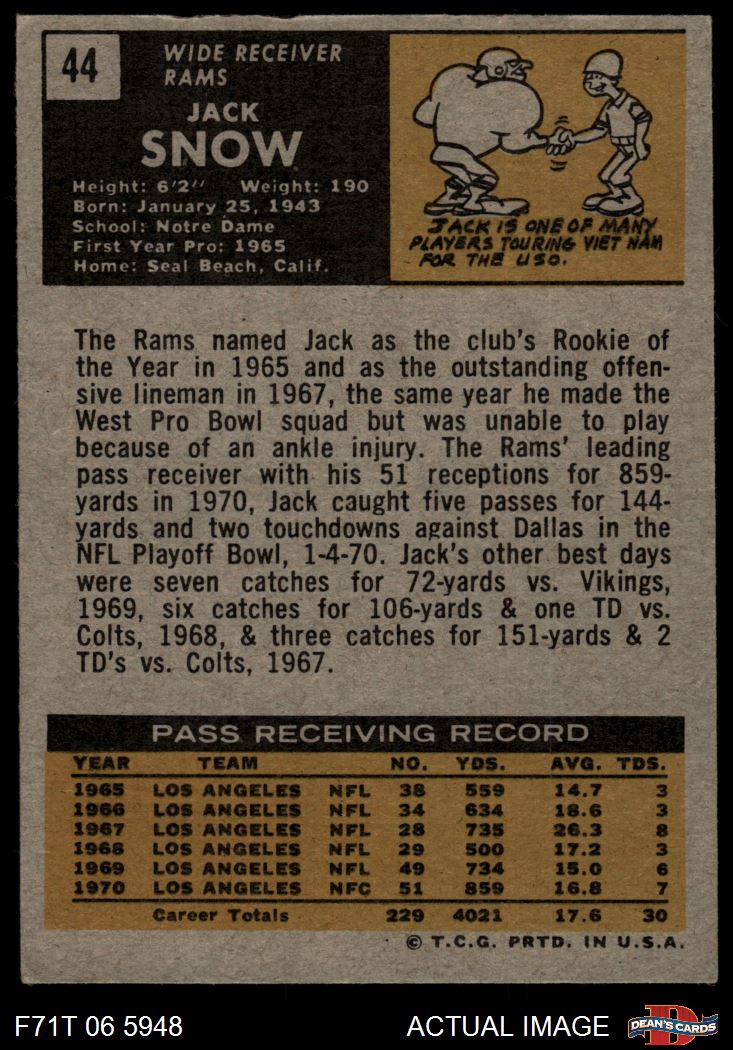 44
WIDE RECEIVER
RAMS
JACK
SNOW
Height: 6'2" Weight: 190
Born: January 25, 1943
School: Notre Dame
First Year Pro: 1965
Home: Seal Beach, Calif.
JACK IS ONE OF MANY
PLAYERS TOURING VIET NAM
FOR THE USO.
The Rams named Jack as the club's Rookie of
the Year in 1965 and as the outstanding offen-
sive lineman in 1967, the same year he made the
West Pro Bowl squad but was unable to play
because of an ankle injury. The Rams' leading
pass receiver with his 51 receptions for 859-
yards in 1970, Jack caught five passes for 144-
yards and two touchdowns against Dallas in the
NFL Playoff Bowl, 1-4-70. Jack's other best days
were seven catches for 72-yards vs. Vikings,
1969, six catches for 106-yards & one TD vs.
Colts, 1968, & three catches for 151-yards & 2
TD's vs. Colts, 1967.
PASS RECEIVING RECORD
YEAR TEAM NO. YDS. AVG. TDS.
1965 LOS ANGELES NFL 38 559 14.7 3
1966 LOS ANGELES NFL 34 634 18.6 3
1967 LOS ANGELES NFL 28 735 26.3 8
1968 LOS ANGELES NFL 29 500 17.2 3
1969 LOS ANGELES NFL 49 734 15.0 6
1970 LOS ANGELES NFC 51 859 16.8 7
Career Totals 229 4021 17.6 30
© T.C.G. PRTD. IN U.S.A.
F71T 06 5948 ACTUAL IMAGE D DEAN'S CARDS